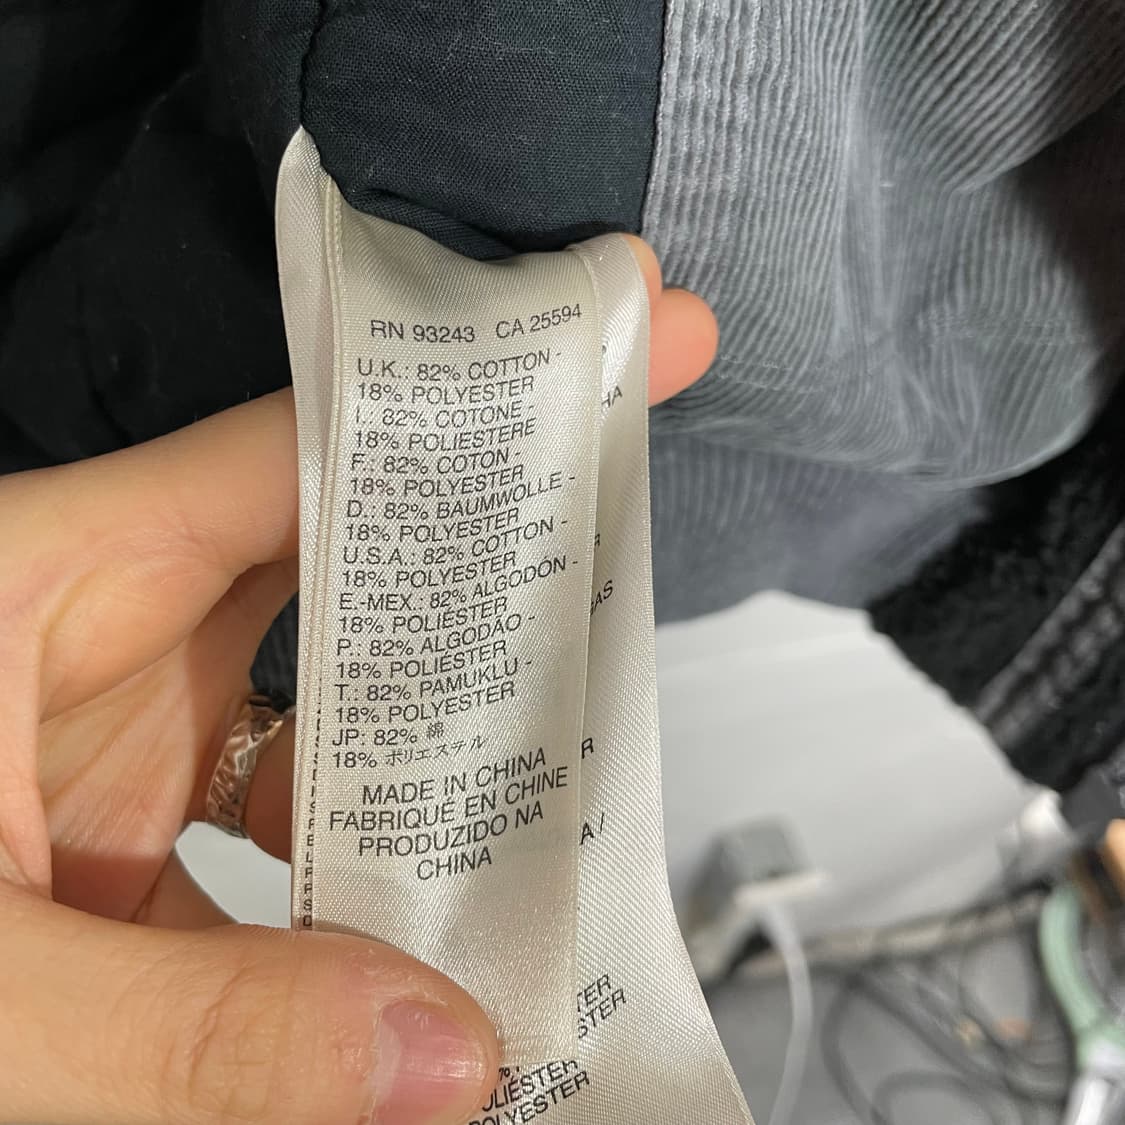 RN 93243 CA 25594
U.K.: 82% COTTON -
18% POLYESTER
I.: 82% COTONE -
18% POLIESTERE
F.: 82% COTON -
18% POLYESTER
D.: 82% BAUMWOLLE -
18% POLYESTER
U.S.A.: 82% COTTON -
18% POLYESTER
E.-MEX.: 82% ALGODÓN -
18% POLIÉSTER
P.: 82% ALGODÃO -
18% POLIÉSTER
T.: 82% PAMUKLU -
18% POLYESTER
JP: 82% 綿
18% ポリエステル
MADE IN CHINA
FABRIQUÉ EN CHINE
PRODUZIDO NA
CHINA